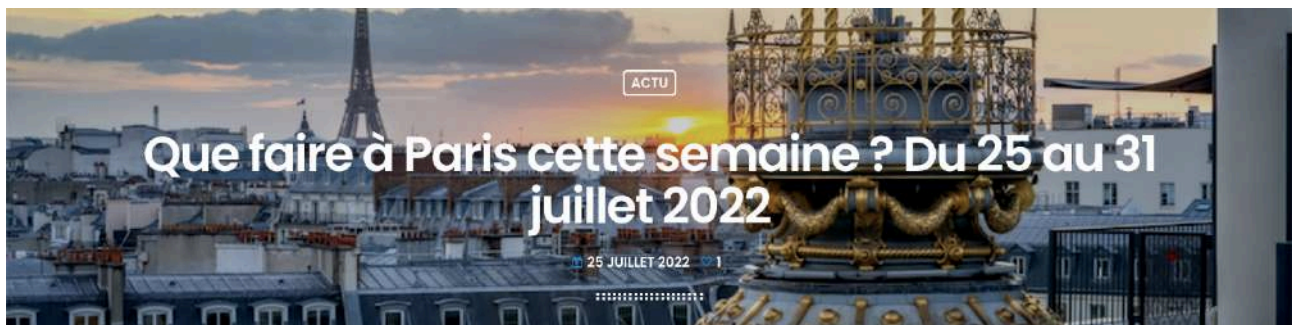 ACTU
Que faire à Paris cette semaine ? Du 25 au 31
juillet 2022
25 JUILLET 2022 1